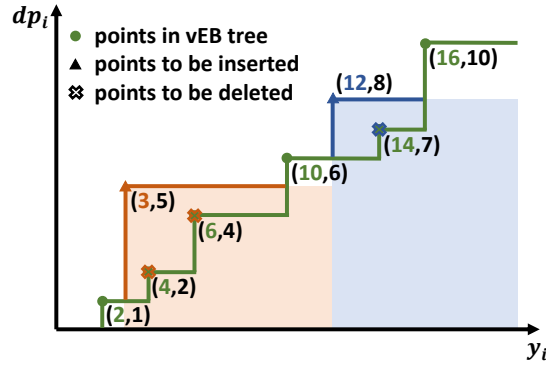 dp_i
points in vEB tree
points to be inserted
points to be deleted
(16,10)
(12,8)
(14,7)
(10,6)
(3,5)
(6,4)
(4,2)
(2,1)
y_i